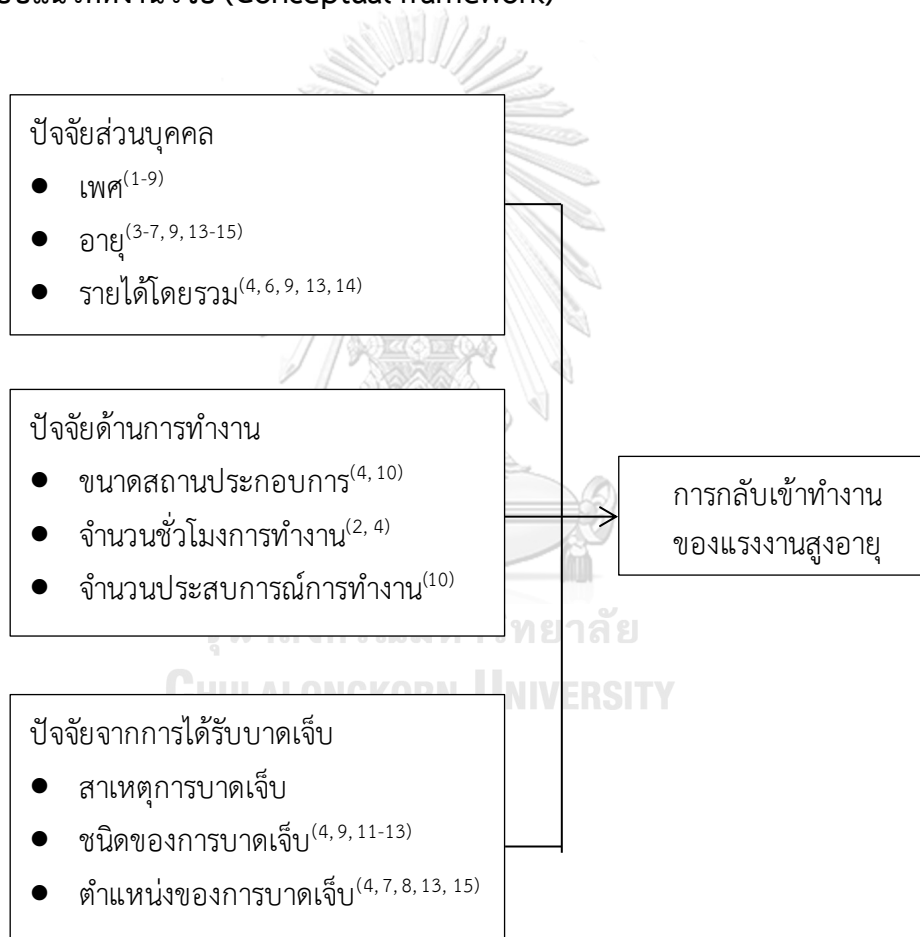 (Conceptual framework)
ปัจจัยส่วนบุคคล
● เพศ(1-9)
● อายุ(3-7, 9, 13-15)
● รายได้โดยรวม(4, 6, 9, 13, 14)
ปัจจัยด้านการทำงาน
● ขนาดสถานประกอบการ(4, 10)
● จำนวนชั่วโมงการทำงาน(2, 4)
● จำนวนประสบการณ์การทำงาน(10)
การกลับเข้าทำงาน
ของแรงงานสูงอายุ
CHULALONGKORN UNIVERSITY
ปัจจัยจากการได้รับบาดเจ็บ
● สาเหตุการบาดเจ็บ
● ชนิดของการบาดเจ็บ(4, 9, 11-13)
● ตำแหน่งของการบาดเจ็บ(4, 7, 8, 13, 15)